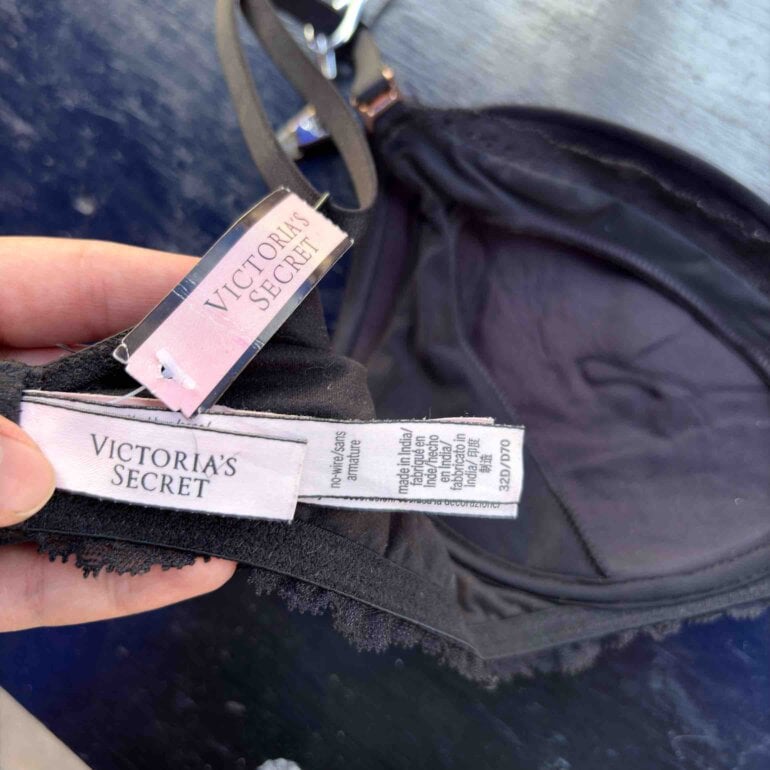 VICTORIA'S
SECRET
VICTORIA'S
SECRET
no-wire/sans
armature
made in India/
fabriqué en
Inde/hecho
en India/
fabbricato in
India/ 印度
制造
32D/D70